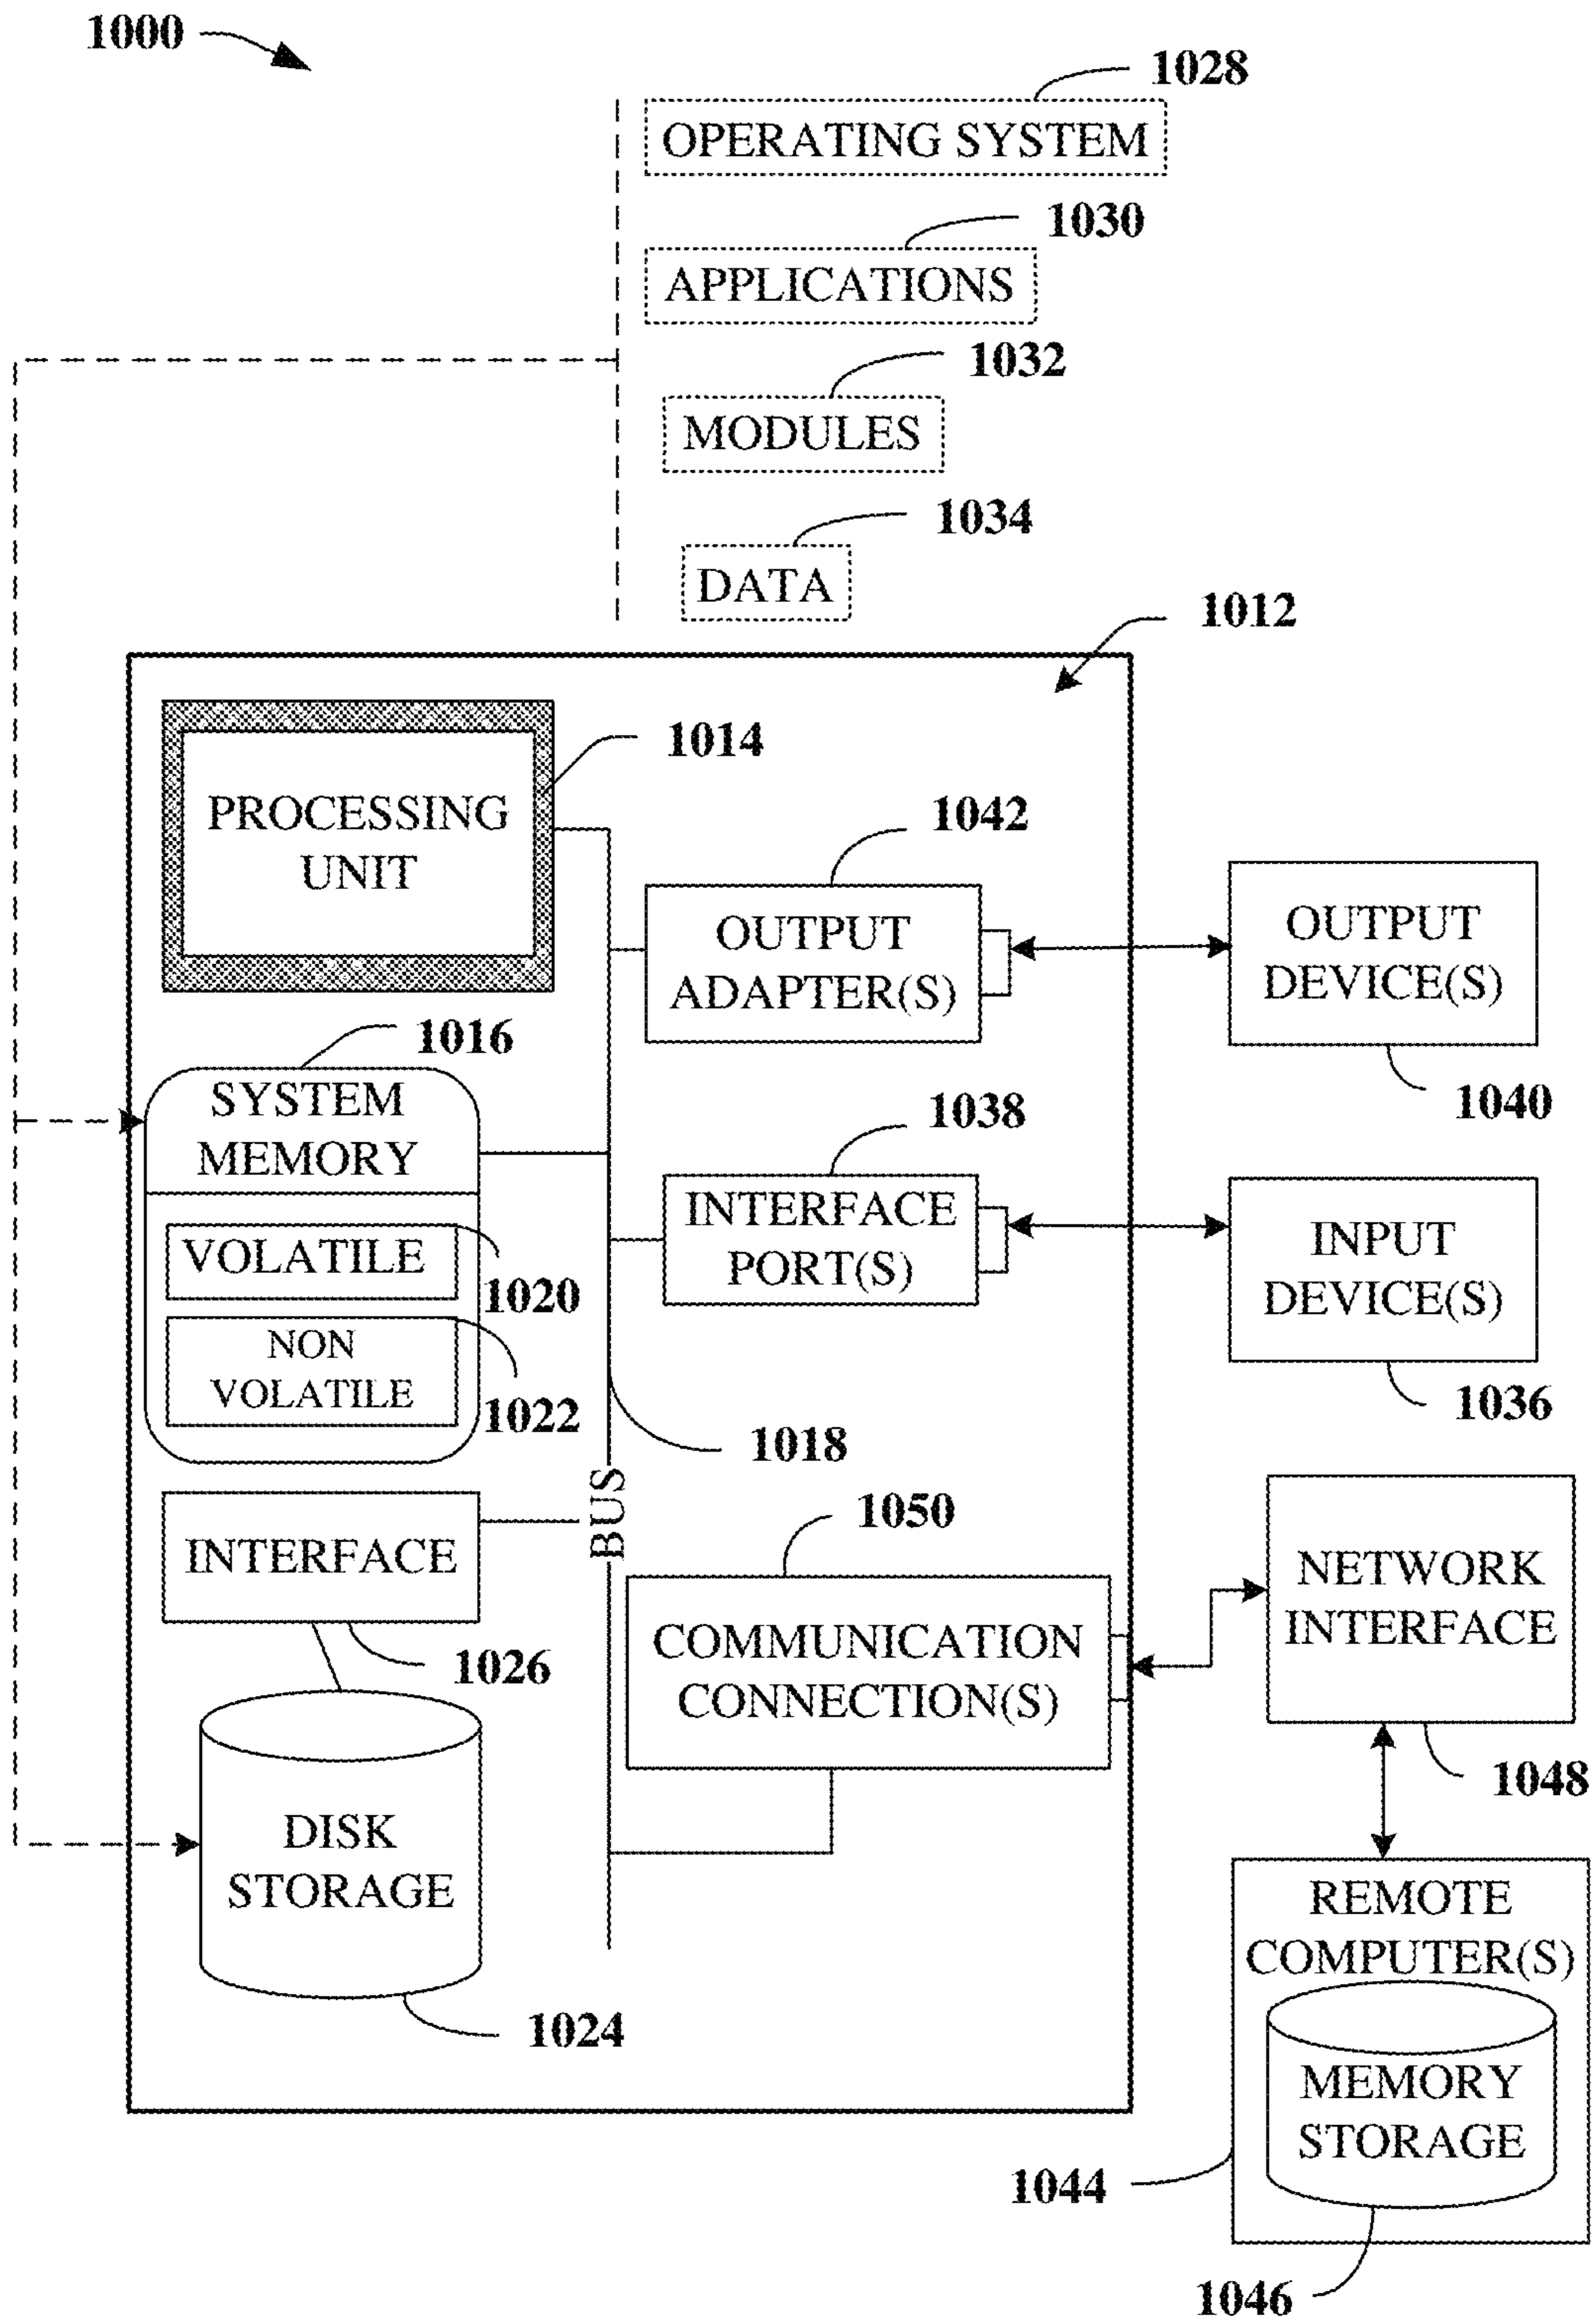 1000
1028
OPERATING SYSTEM
1030
APPLICATIONS
1032
MODULES
1034
DATA
1012
1014
PROCESSING
UNIT
1042
OUTPUT
ADAPTER(S)
OUTPUT
DEVICE(S)
1040
1016
SYSTEM
MEMORY
VOLATILE
1020
NON
VOLATILE
1022
1038
INTERFACE
PORT(S)
INPUT
DEVICE(S)
1036
1018
BUS
INTERFACE
1026
1050
COMMUNICATION
CONNECTION(S)
NETWORK
INTERFACE
1048
DISK
STORAGE
1024
REMOTE
COMPUTER(S)
MEMORY
STORAGE
1044
1046